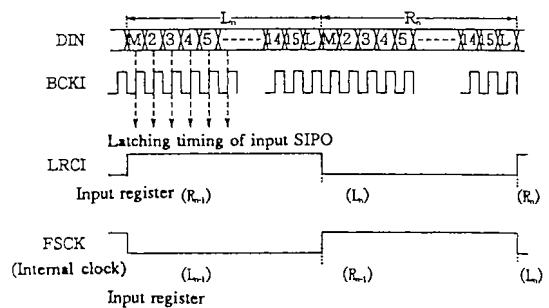 Lₙ Rₙ
DIN M 2 3 4 5 14 15 L M 2 3 4 5 14 15 L
BCKI
Latching timing of input SIPO
LRCI
Input register (Rₙ₋₁) (Lₙ) (Rₙ)
FSCK
(Internal clock) (Lₙ₋₁) (Rₙ₋₁) (Lₙ)
Input register